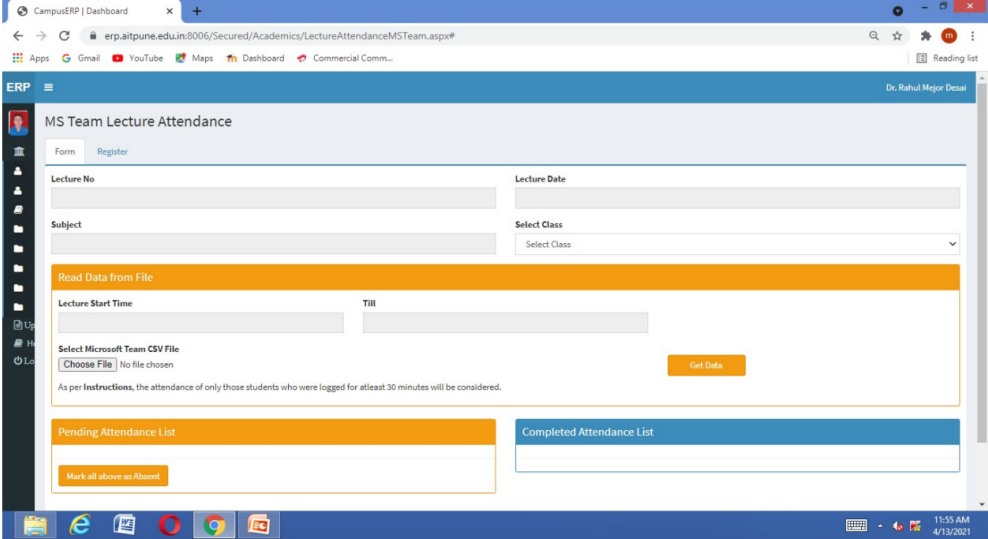 CampusERP | Dashboard
erp.aitpune.edu.in:8006/Secured/Academics/LectureAttendanceMSTeam.aspx#
m
Apps Gmail YouTube Maps Dashboard Commercial Comm... Reading list
ERP Dr. Rahul Mejor Desai
MS Team Lecture Attendance
Form Register
Lecture No Lecture Date
Subject Select Class
Select Class
Read Data from File
Lecture Start Time Till
Up
He
Select Microsoft Team CSV File
Lo
Choose File No file chosen Get Data
As per Instructions, the attendance of only those students who were logged for atleast 30 minutes will be considered.
Pending Attendance List Completed Attendance List
Mark all above as Absent
11:55 AM
4/13/2021